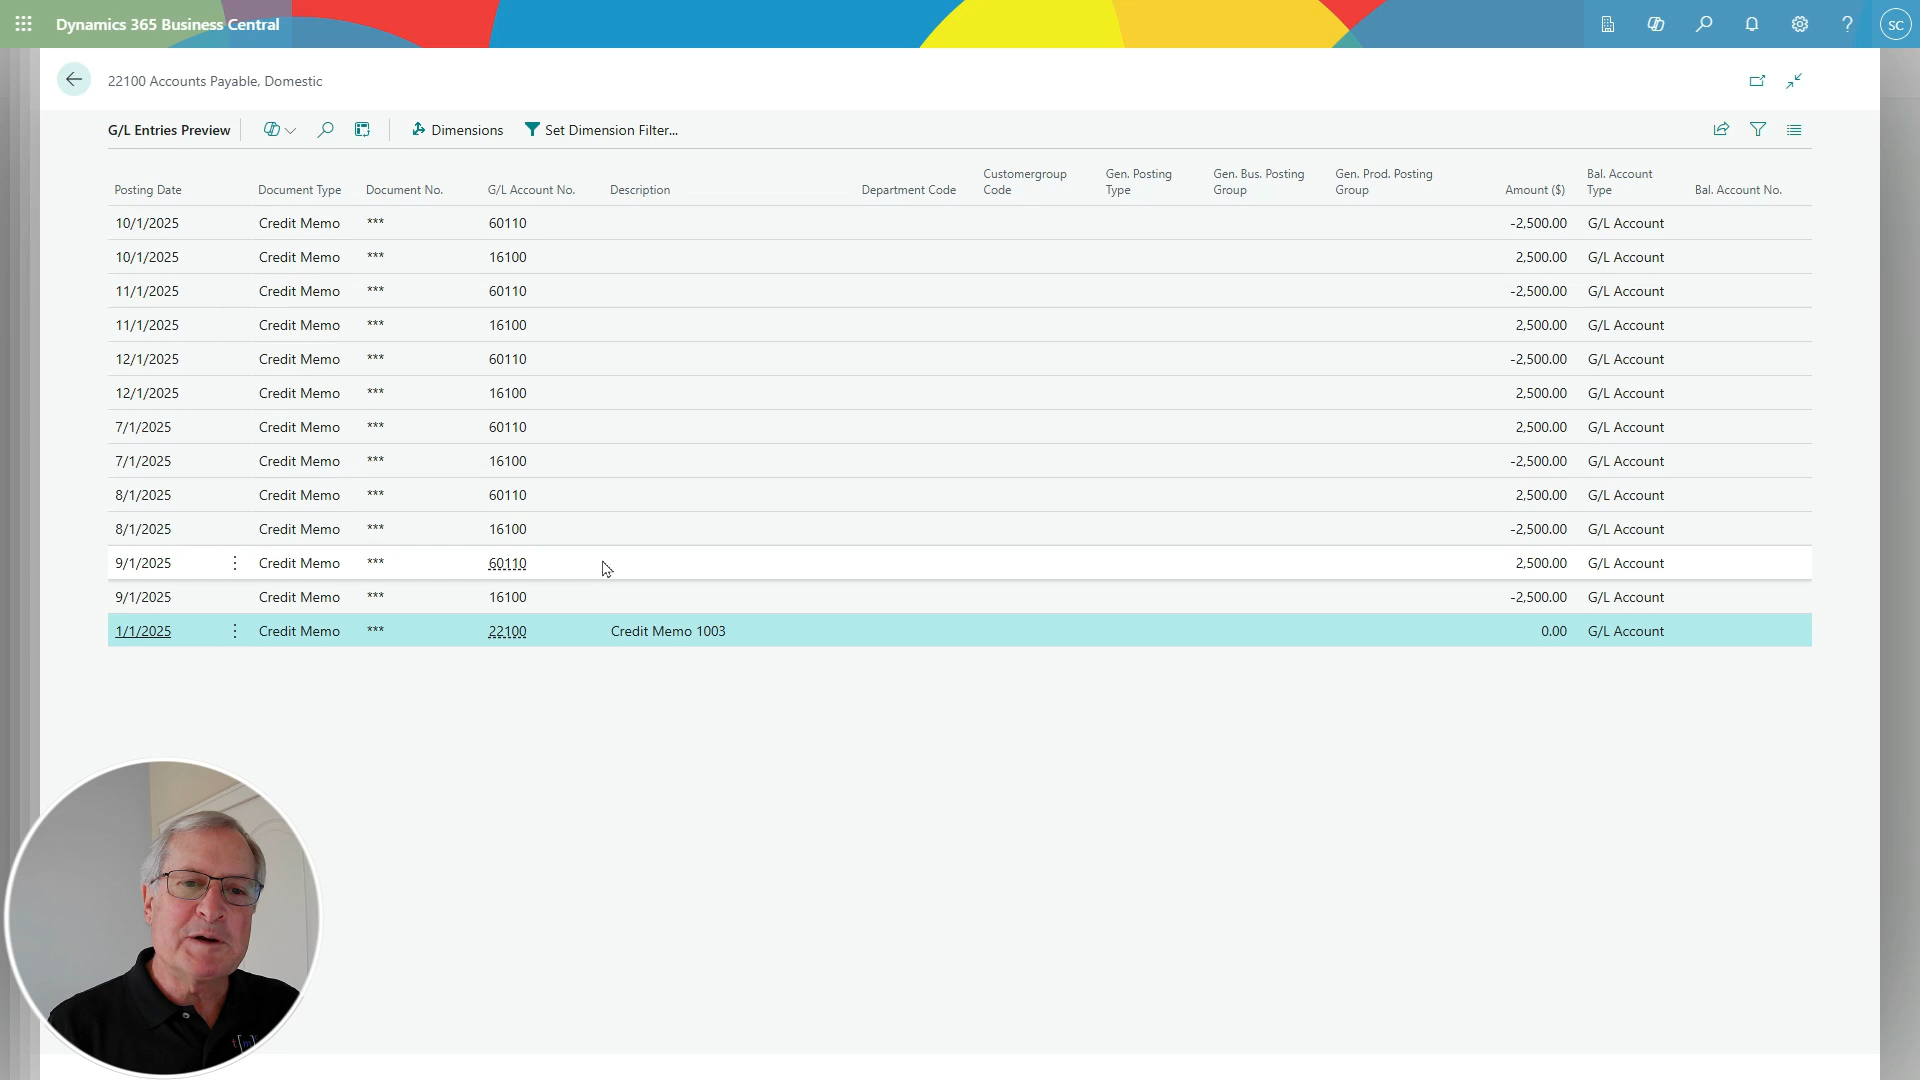 Dynamics 365 Business Central
SC
22100 Accounts Payable, Domestic
G/L Entries Preview
Dimensions
Set Dimension Filter...
Posting Date Document Type Document No. G/L Account No. Description Department Code Customergroup Code Gen. Posting Type Gen. Bus. Posting Group Gen. Prod. Posting Group Amount ($) Bal. Account Type Bal. Account No.
10/1/2025 Credit Memo *** 60110 -2,500.00 G/L Account
10/1/2025 Credit Memo *** 16100 2,500.00 G/L Account
11/1/2025 Credit Memo *** 60110 -2,500.00 G/L Account
11/1/2025 Credit Memo *** 16100 2,500.00 G/L Account
12/1/2025 Credit Memo *** 60110 -2,500.00 G/L Account
12/1/2025 Credit Memo *** 16100 2,500.00 G/L Account
7/1/2025 Credit Memo *** 60110 2,500.00 G/L Account
7/1/2025 Credit Memo *** 16100 -2,500.00 G/L Account
8/1/2025 Credit Memo *** 60110 2,500.00 G/L Account
8/1/2025 Credit Memo *** 16100 -2,500.00 G/L Account
9/1/2025 Credit Memo *** 60110 2,500.00 G/L Account
9/1/2025 Credit Memo *** 16100 -2,500.00 G/L Account
1/1/2025 Credit Memo *** 22100 Credit Memo 1003 0.00 G/L Account
t[m]